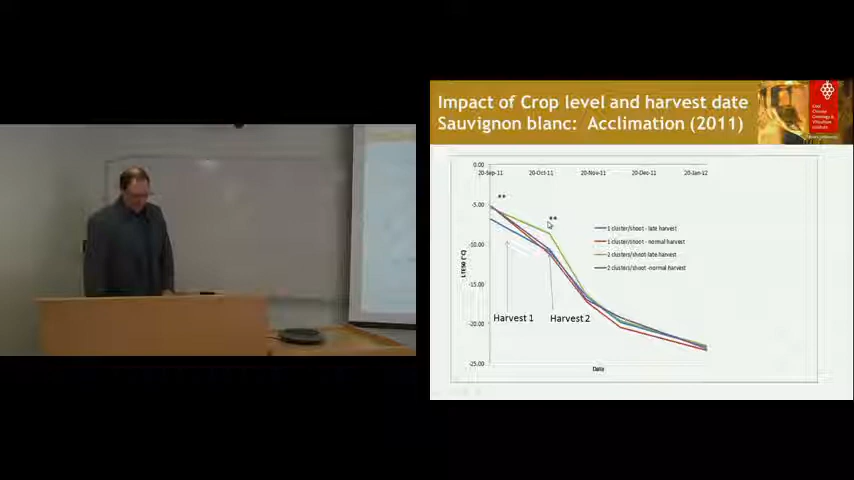 Impact of Crop level and harvest date
Sauvignon blanc: Acclimation (2011)
0.00
20-Sep-11 20-Oct-11 20-Nov-11 20-Dec-11 20-Jan-12
-5.00
**
**
1 cluster/shoot - late harvest
1 cluster/shoot - normal harvest
2 clusters/shoot-late harvest
2 clusters/shoot -normal harvest
-10.00
LTE50 (°C)
-15.00
Harvest 1
Harvest 2
-20.00
-25.00
Date